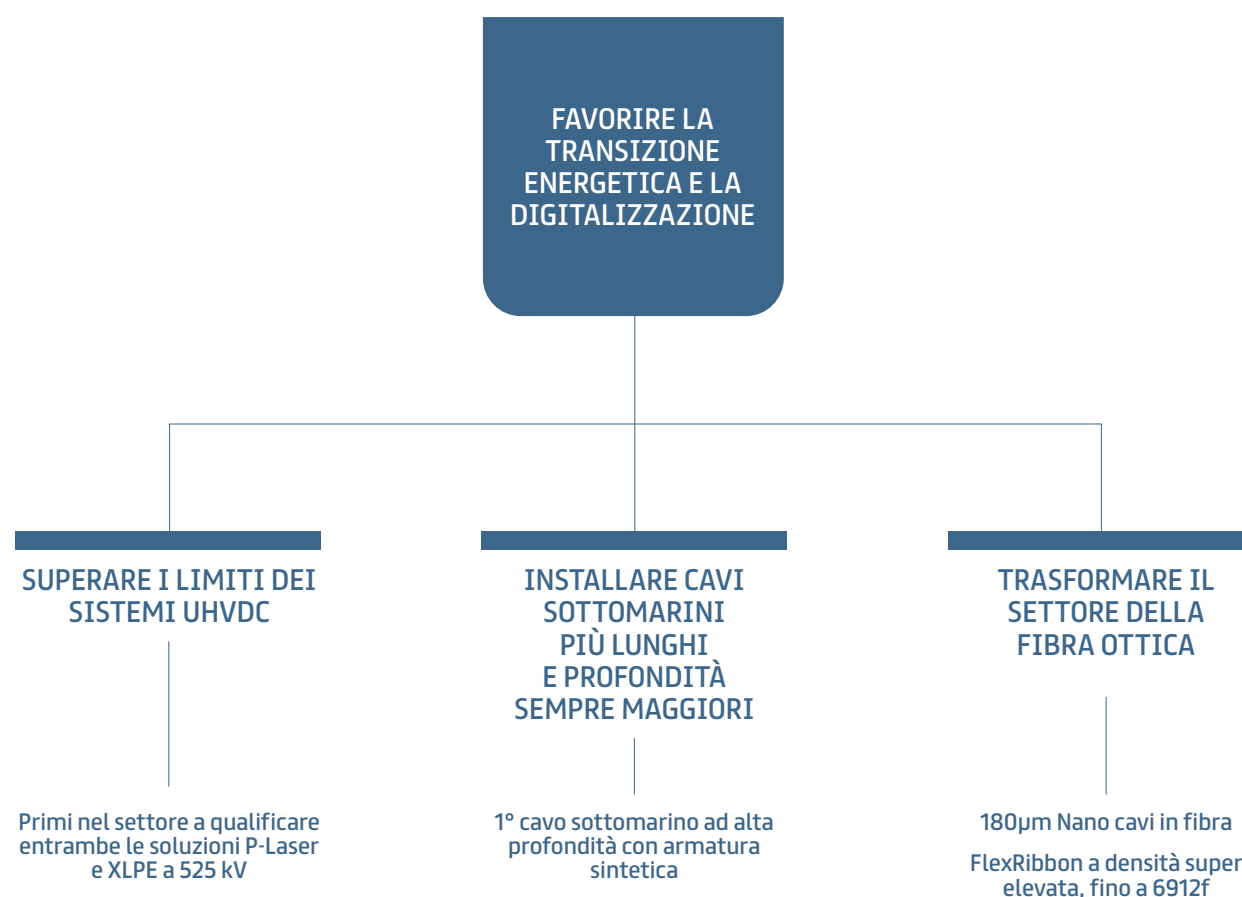 FAVORIRE LA
TRANSIZIONE
ENERGETICA E LA
DIGITALIZZAZIONE
SUPERARE I LIMITI DEI
SISTEMI UHVDC
Primi nel settore a qualificare
entrambe le soluzioni P-Laser
e XLPE a 525 kV
INSTALLARE CAVI
SOTTOMARINI
PIÙ LUNGHI
E PROFONDITÀ
SEMPRE MAGGIORI
1° cavo sottomarino ad alta
profondità con armatura
sintetica
TRASFORMARE IL
SETTORE DELLA
FIBRA OTTICA
180µm Nano cavi in fibra
FlexRibbon a densità super
elevata, fino a 6912f